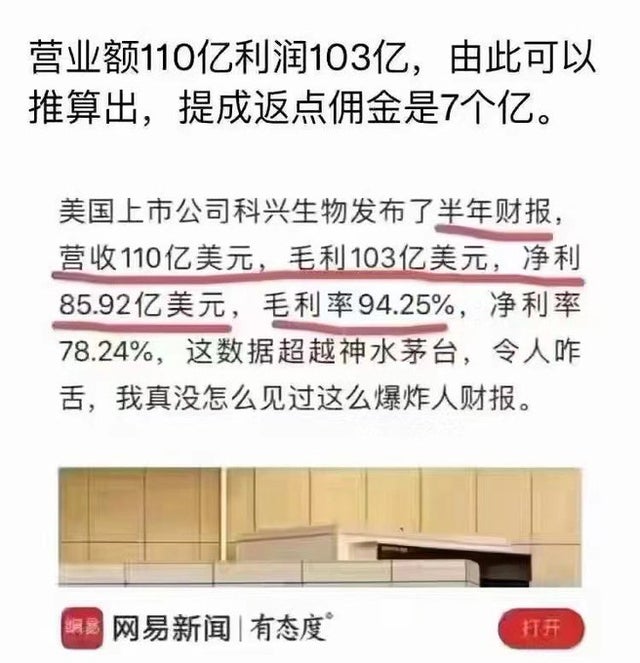 营业额110亿利润103亿，由此可以
推算出，提成返点佣金是7个亿。
美国上市公司科兴生物发布了半年财报，
营收110亿美元，毛利103亿美元，净利
85.92亿美元，毛利率94.25%，净利率
78.24%，这数据超越神水茅台，令人咋
舌，我真没怎么见过这么爆炸人财报。
網易 网易新闻 | 有态度°
打开